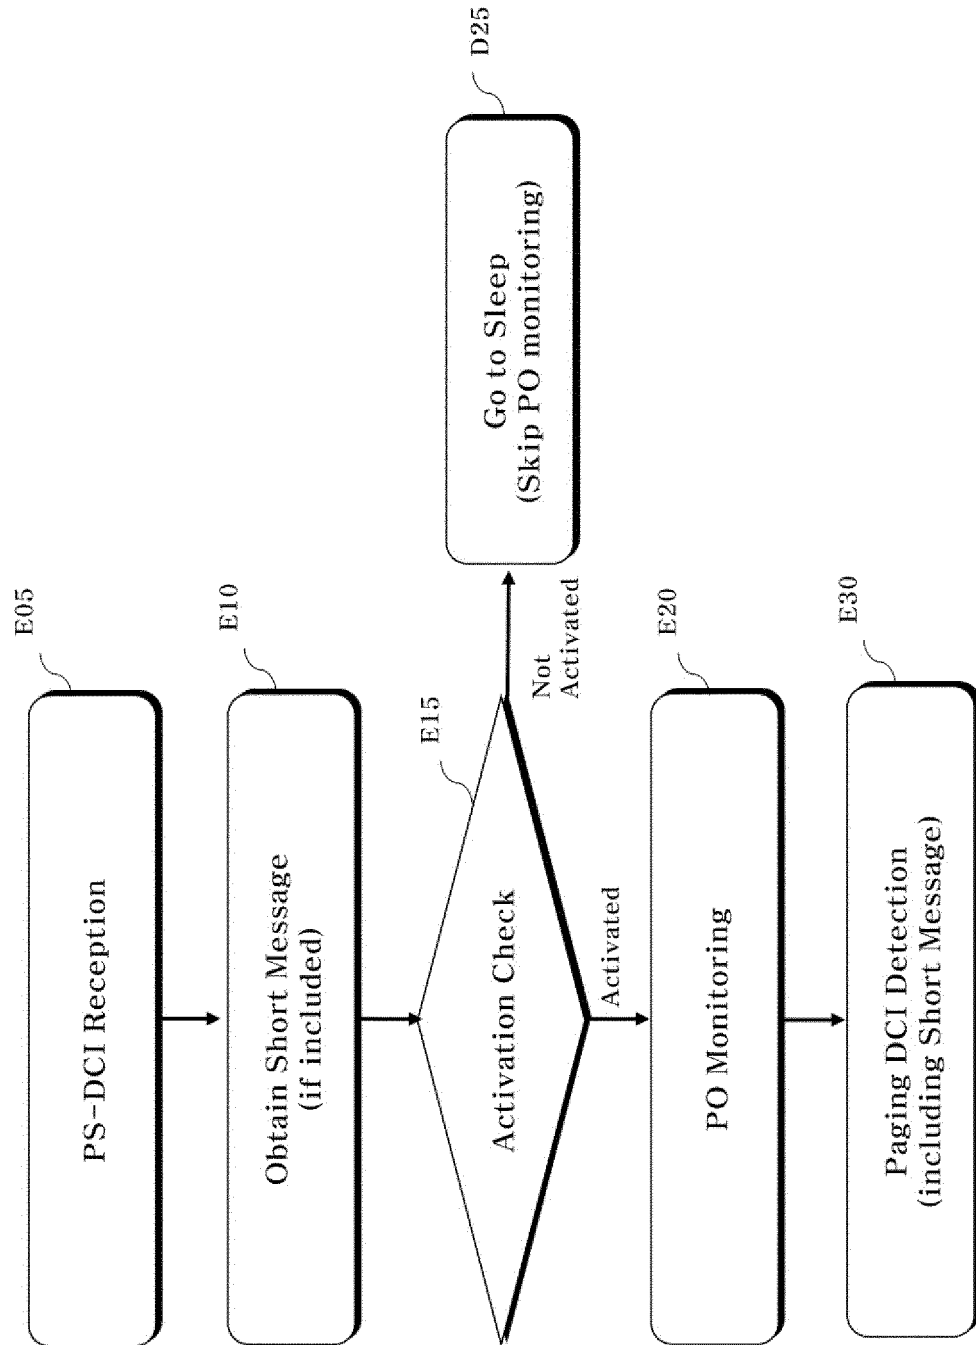 E05
PS-DCI Reception
E10
Obtain Short Message
(if included)
E15
Activation Check
Not
Activated
D25
Go to Sleep
(Skip PO monitoring)
Activated
E20
PO Monitoring
E30
Paging DCI Detection
(including Short Message)